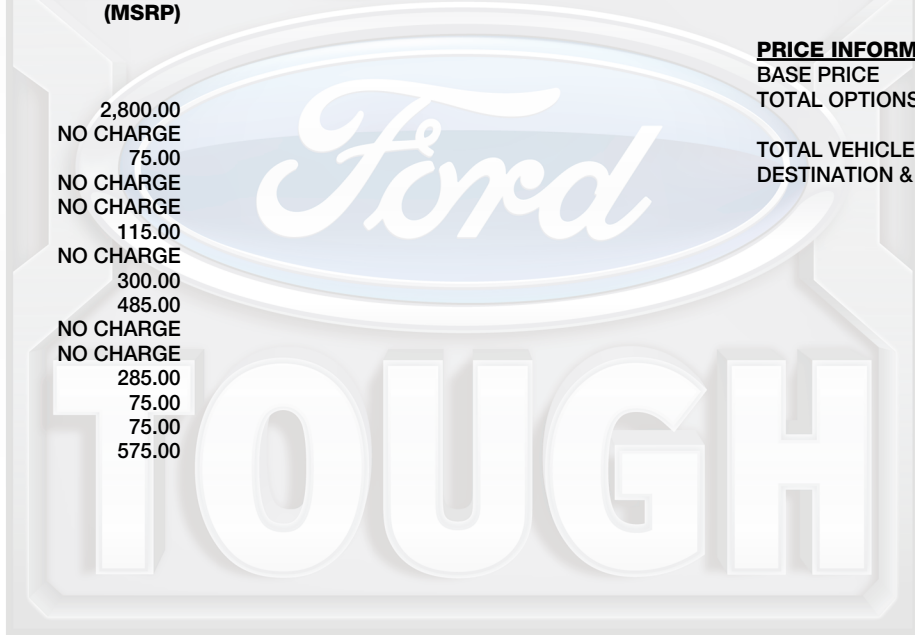 (MSRP)
2,800.00
NO CHARGE
75.00
NO CHARGE
NO CHARGE
115.00
NO CHARGE
300.00
485.00
NO CHARGE
NO CHARGE
285.00
75.00
75.00
575.00
PRICE INFORM
BASE PRICE
TOTAL OPTIONS
TOTAL VEHICLE
DESTINATION &
Ford
TOUGH